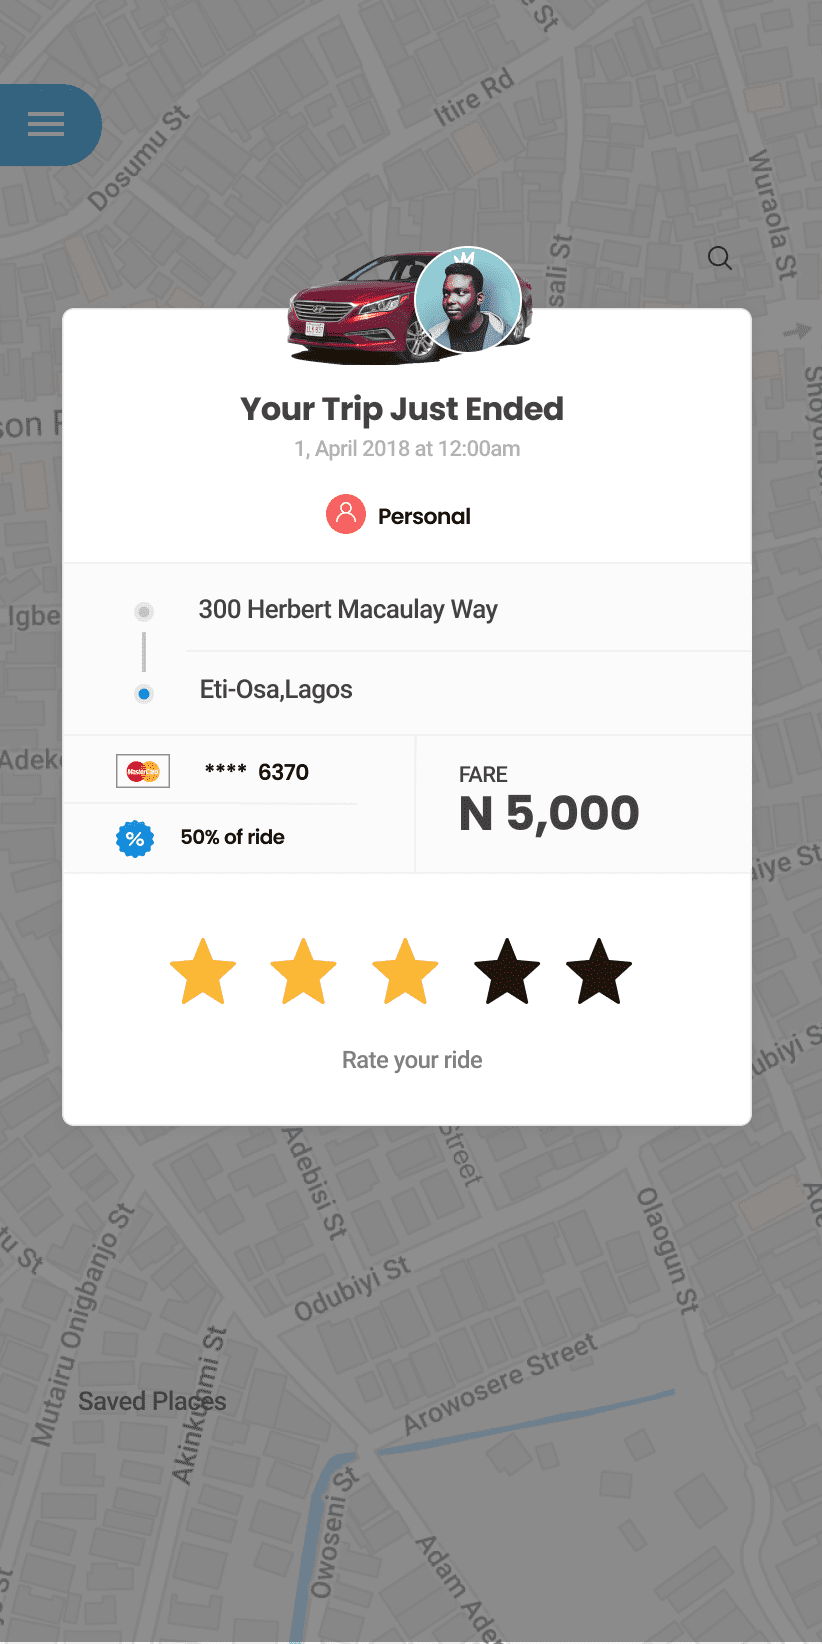 St
Itire Rd
Dosumu St
Wuraola St
sali St
son
Your Trip Just Ended
1, April 2018 at 12:00am
Personal
Igbe
300 Herbert Macaulay Way
Eti-Osa,Lagos
Adek
MasterCard
**** 6370
50% of ride
FARE
N 5,000
aiye St
Rate your ride
ubiyi S
Street
Adebisi St
Olaogun St
Ade
tu St
Mutairu Onigbanjo St
Odubiyi St
Akinkunmi St
Arowosere Street
Saved Places
Owoseni St
Adam Ade
St